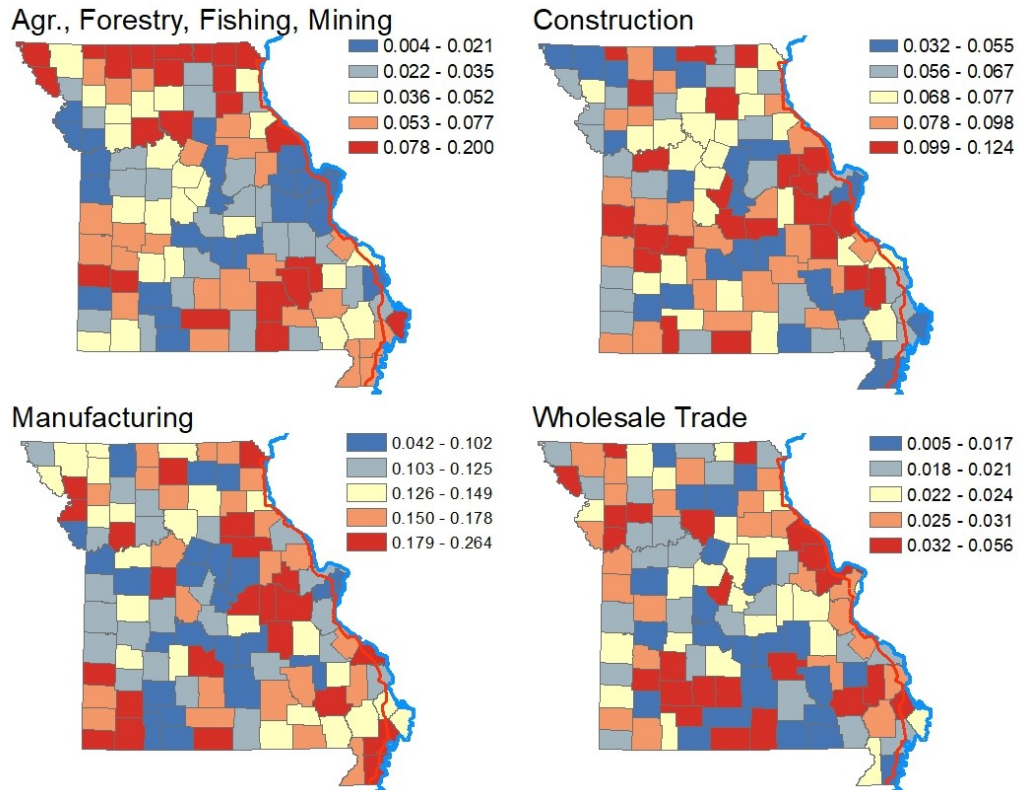 Agr., Forestry, Fishing, Mining
0.004 - 0.021
0.022 - 0.035
0.036 - 0.052
0.053 - 0.077
0.078 - 0.200
Construction
0.032 - 0.055
0.056 - 0.067
0.068 - 0.077
0.078 - 0.098
0.099 - 0.124
Manufacturing
0.042 - 0.102
0.103 - 0.125
0.126 - 0.149
0.150 - 0.178
0.179 - 0.264
Wholesale Trade
0.005 - 0.017
0.018 - 0.021
0.022 - 0.024
0.025 - 0.031
0.032 - 0.056